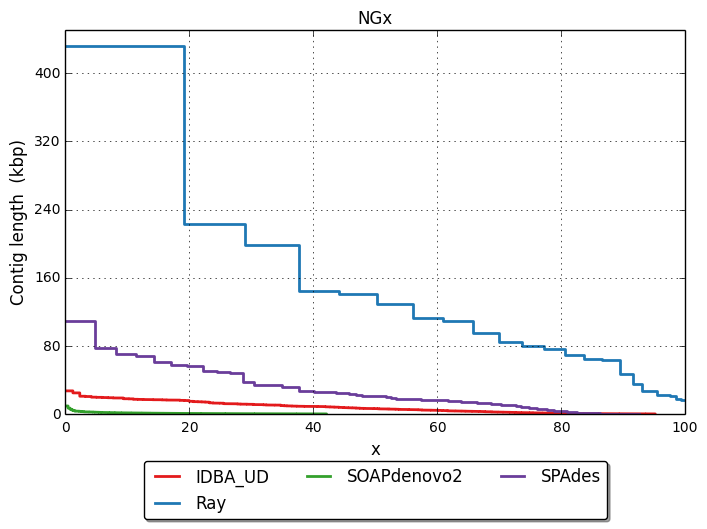 NGx
Contig length (kbp)
400
320
240
160
80
0
0 20 40 60 80 100
x
IDBA_UD SOAPdenovo2 SPAdes
Ray